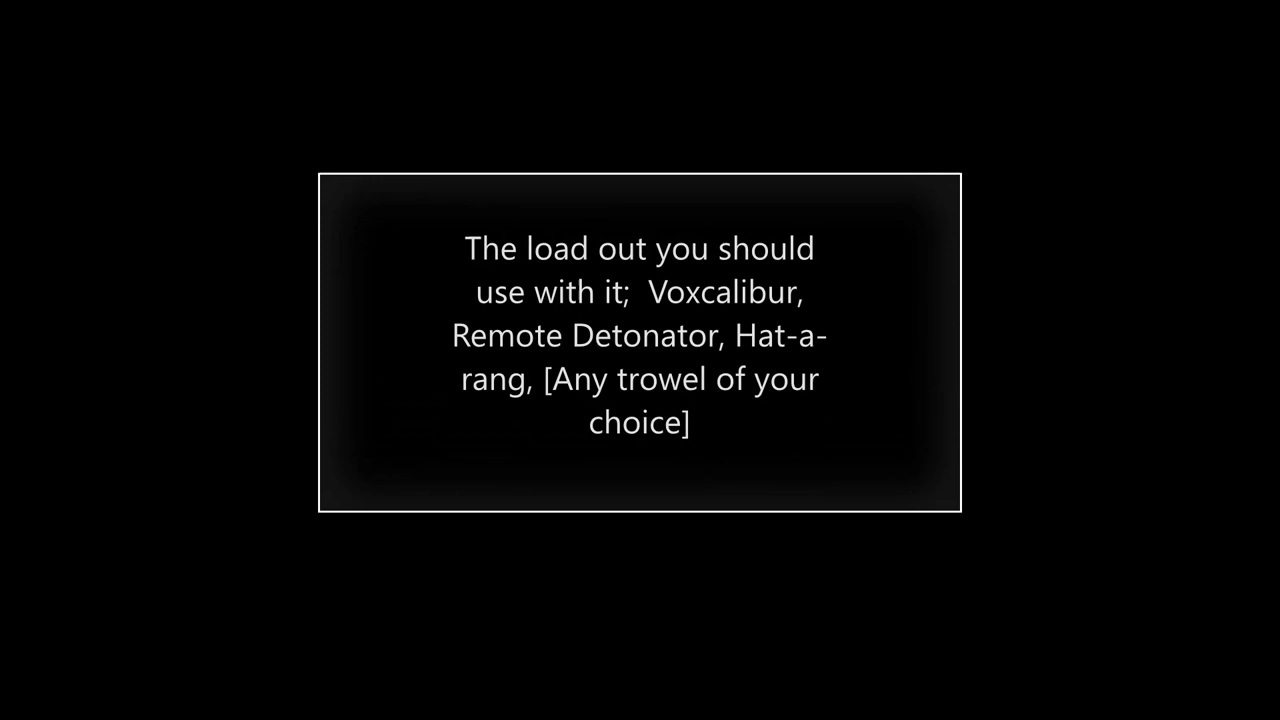 The load out you should
use with it;  Voxcalibur,
Remote Detonator, Hat-a-
rang, [Any trowel of your
choice]